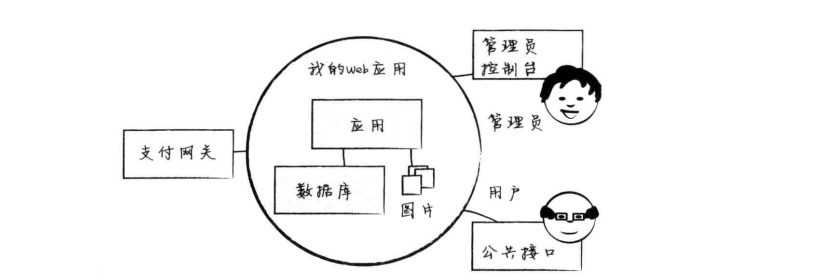 管理员
控制台
我的web应用
应用
管理员
支付网关
数据库
用户
图片
公共接口